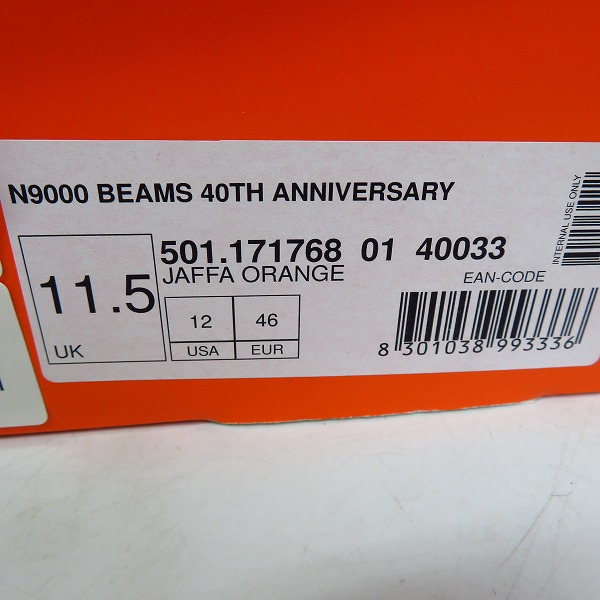 N9000 BEAMS 40TH ANNIVERSARY
INTERNAL USE ONLY
501.171768 01 40033
JAFFA ORANGE
EAN-CODE
11.5
UK
12 46
USA EUR
8 301038 993336